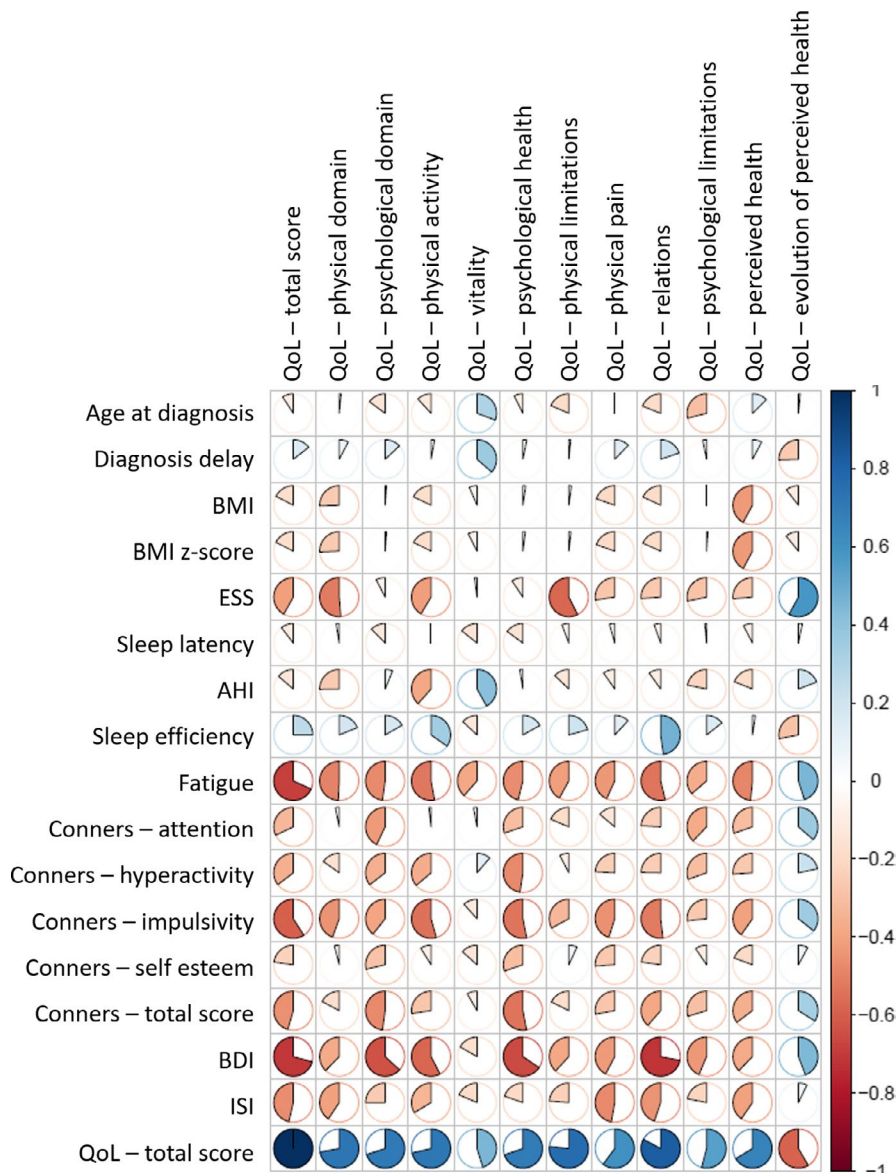 QoL – total score
QoL – physical domain
QoL – psychological domain
QoL – physical activity
QoL – vitality
QoL – psychological health
QoL – physical limitations
QoL – physical pain
QoL – relations
QoL – psychological limitations
QoL – perceived health
QoL – evolution of perceived health
Age at diagnosis
Diagnosis delay
BMI
BMI z-score
ESS
Sleep latency
AHI
Sleep efficiency
Fatigue
Conners – attention
Conners – hyperactivity
Conners – impulsivity
Conners – self esteem
Conners – total score
BDI
ISI
QoL – total score
1
0.8
0.6
0.4
0.2
0
−0.2
−0.4
−0.6
−0.8
−1